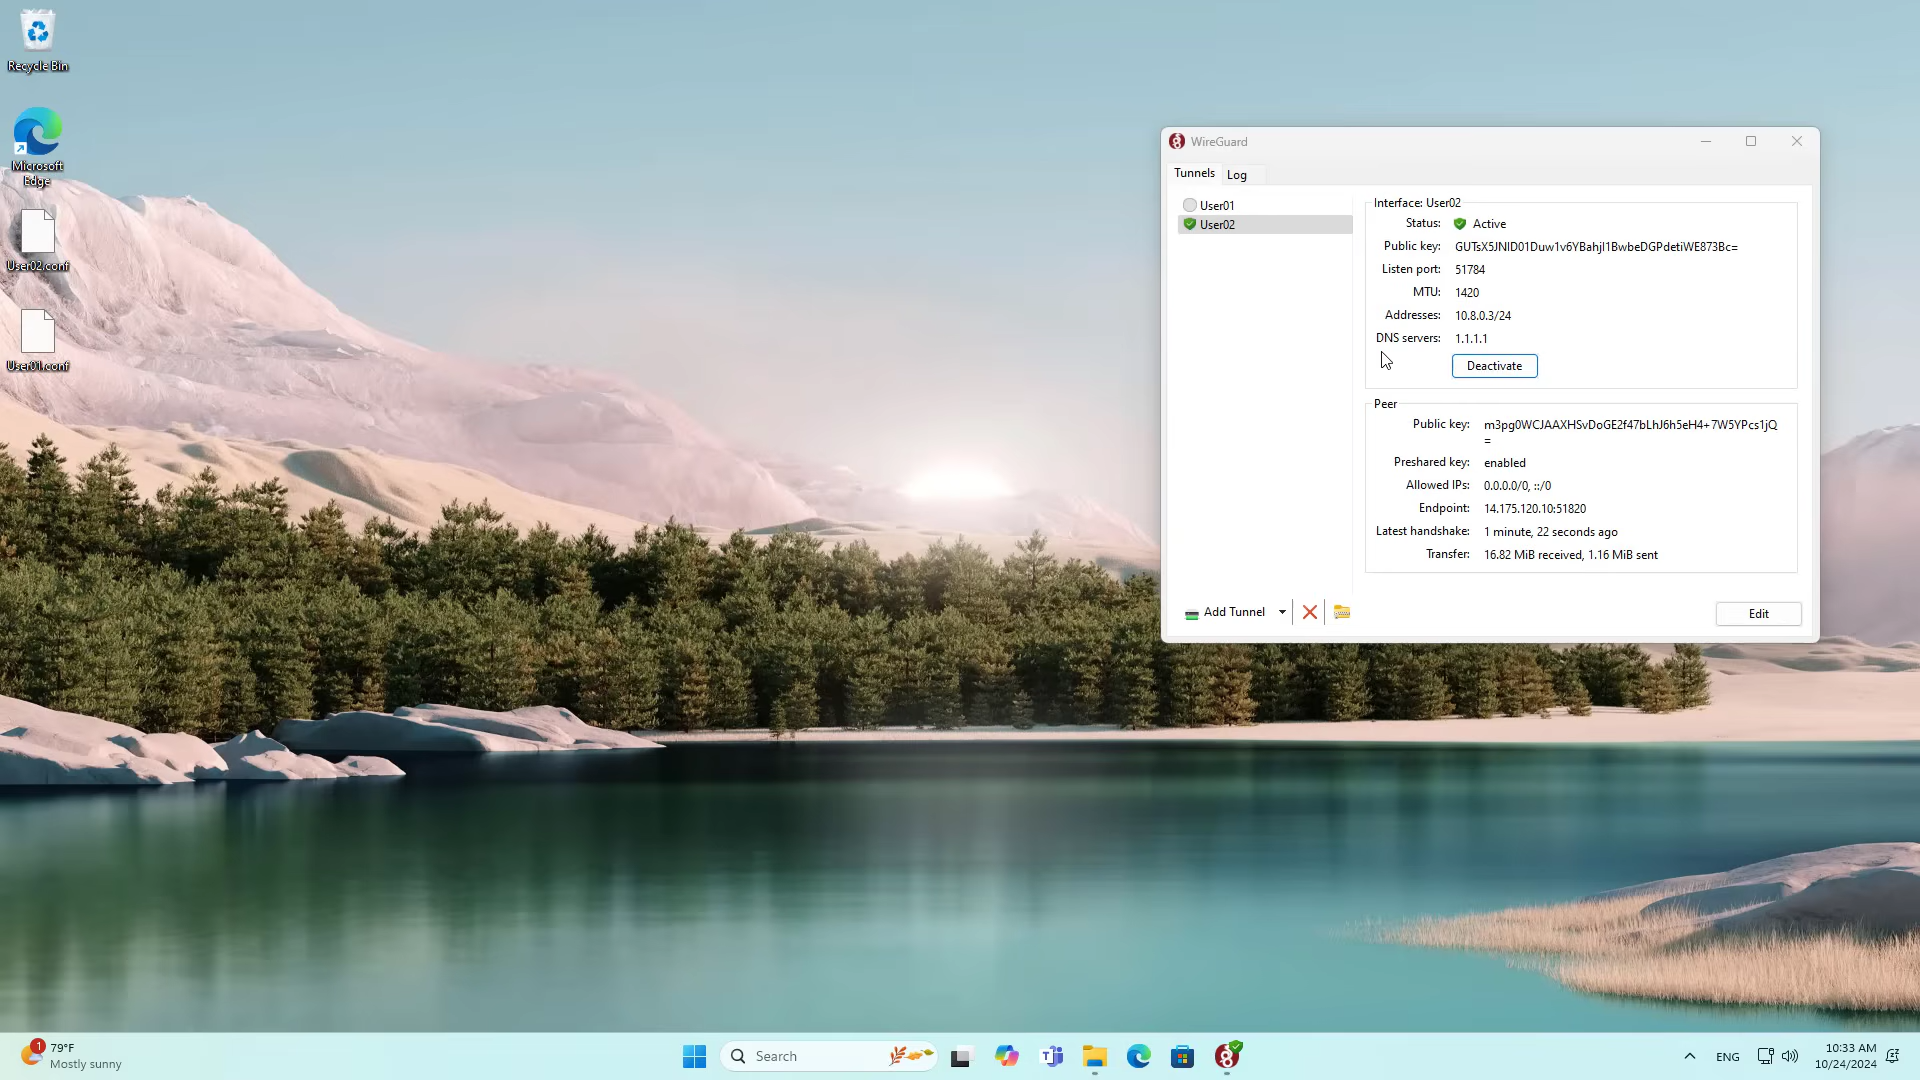 Recycle Bin
Microsoft
Edge
User02.conf
User01.conf
WireGuard
Tunnels
Log
User01
User02
Interface: User02
Status:
Active
Public key:
GUTsX5JNlD01Duw1v6YBahjI1BwbeDGPdetiWE873Bc=
Listen port:
51784
MTU:
1420
Addresses:
10.8.0.3/24
DNS servers:
1.1.1.1
Deactivate
Peer
Public key:
m3pg0WCJAAXHSvDoGE2f47bLhJ6h5eH4+7W5YPcs1jQ
=
Preshared key:
enabled
Allowed IPs:
0.0.0.0/0, ::/0
Endpoint:
14.175.120.10:51820
Latest handshake:
1 minute, 22 seconds ago
Transfer:
16.82 MiB received, 1.16 MiB sent
Add Tunnel
Edit
1
79°F
Mostly sunny
Search
ENG
10:33 AM
10/24/2024